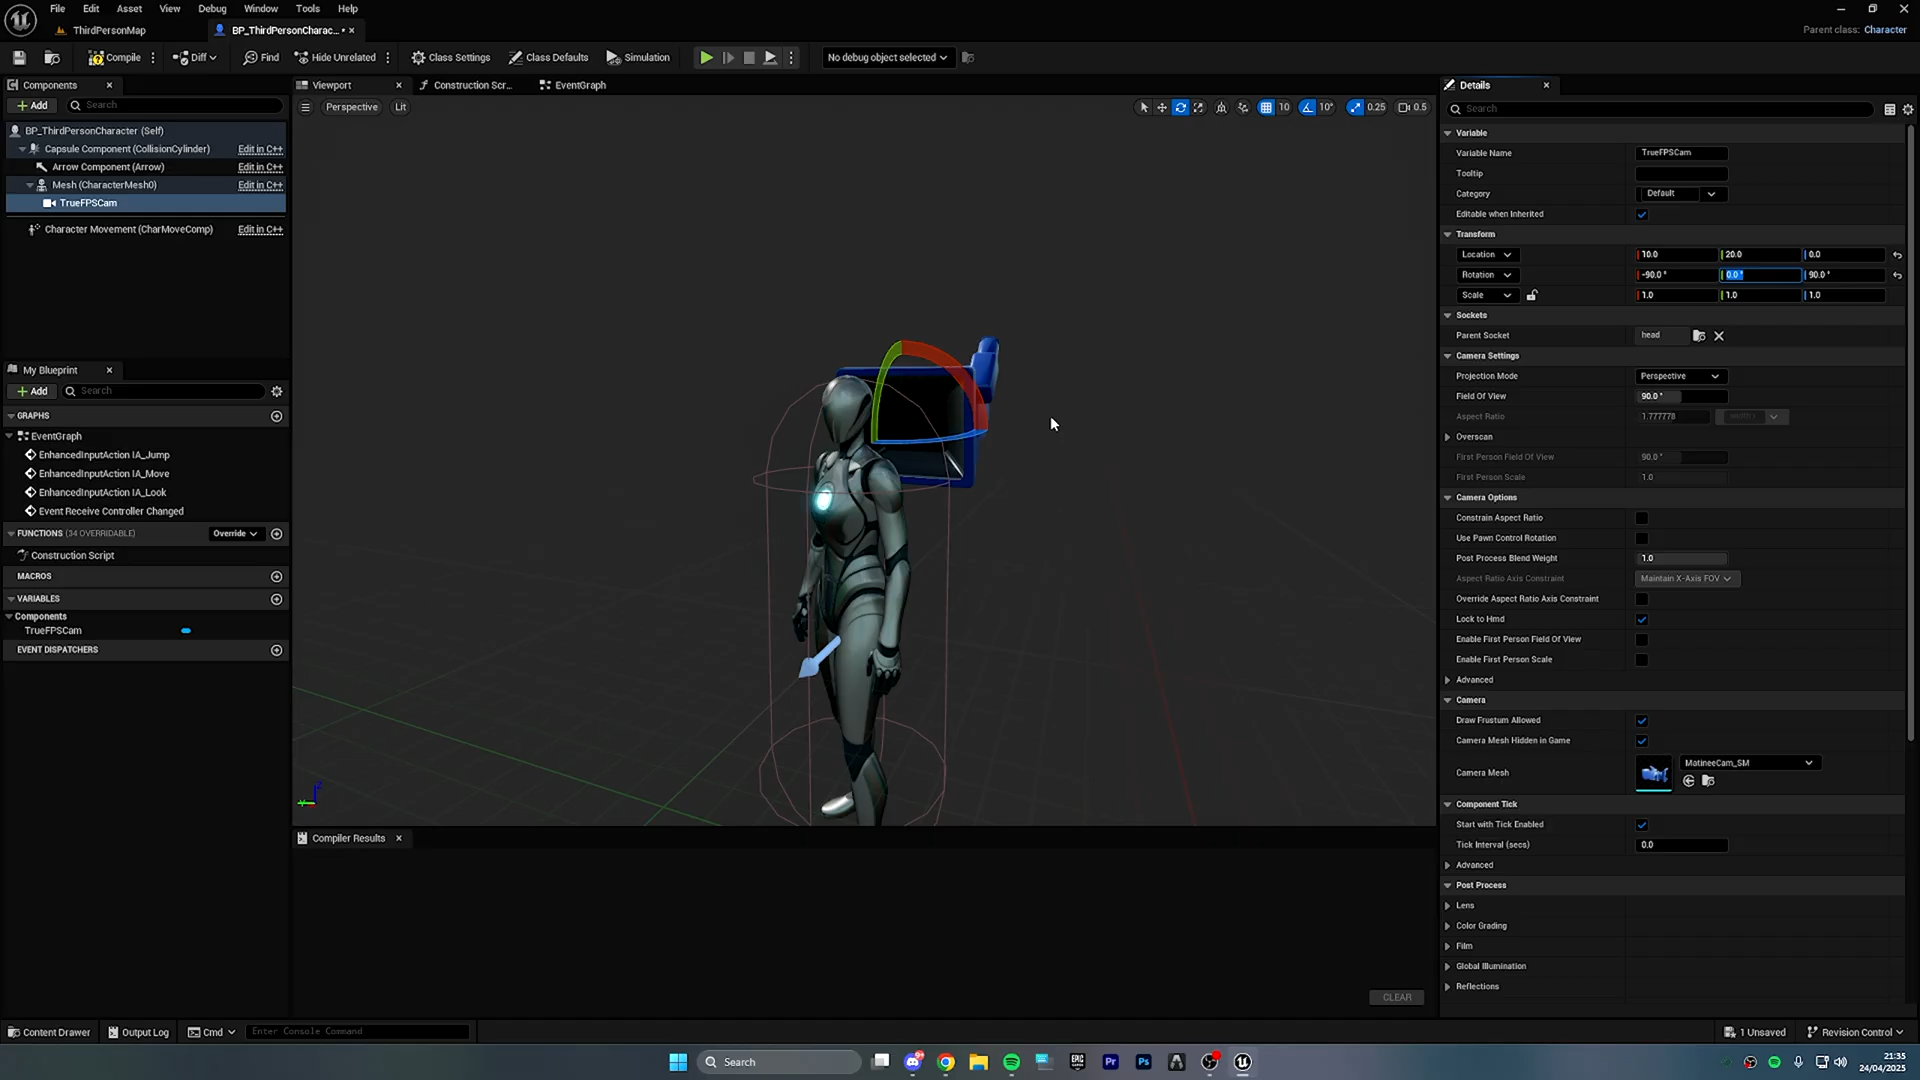 File Edit Asset View Debug Window Tools Help
ThirdPersonMap
BP_ThirdPersonCharac... •
Parent class: Character
Compile
Diff
Find
Hide Unrelated
Class Settings
Class Defaults
Simulation
No debug object selected
Components
Add
Search
BP_ThirdPersonCharacter (Self)
Capsule Component (CollisionCylinder) Edit in C++
Arrow Component (Arrow) Edit in C++
Mesh (CharacterMesh0) Edit in C++
TrueFPSCam
Character Movement (CharMoveComp) Edit in C++
My Blueprint
Add
Search
GRAPHS
EventGraph
EnhancedInputAction IA_Jump
EnhancedInputAction IA_Move
EnhancedInputAction IA_Look
Event Receive Controller Changed
FUNCTIONS (34 OVERRIDABLE) Override
Construction Script
MACROS
VARIABLES
Components
TrueFPSCam
EVENT DISPATCHERS
Viewport
Construction Scr...
EventGraph
Perspective
Lit
10
10°
0.25
0.5
Compiler Results
CLEAR
Details
Search
Variable
Variable Name TrueFPSCam
Tooltip
Category Default
Editable when Inherited
Transform
Location 10.0 20.0 0.0
Rotation -90.0 ° 0.0 ° 90.0 °
Scale 1.0 1.0 1.0
Sockets
Parent Socket head
Camera Settings
Projection Mode Perspective
Field Of View 90.0 °
Aspect Ratio 1.777778
Overscan
First Person Field Of View 90.0 °
First Person Scale 1.0
Camera Options
Constrain Aspect Ratio
Use Pawn Control Rotation
Post Process Blend Weight 1.0
Aspect Ratio Axis Constraint Maintain X-Axis FOV
Override Aspect Ratio Axis Constraint
Lock to Hmd
Enable First Person Field Of View
Enable First Person Scale
Advanced
Camera
Draw Frustum Allowed
Camera Mesh Hidden in Game
Camera Mesh MatineeCam_SM
Component Tick
Start with Tick Enabled
Tick Interval (secs) 0.0
Advanced
Post Process
Lens
Color Grading
Film
Global Illumination
Reflections
Content Drawer
Output Log
Cmd
Enter Console Command
1 Unsaved
Revision Control
Search
EPIC
Pr
Ps
21:35
24/04/2025